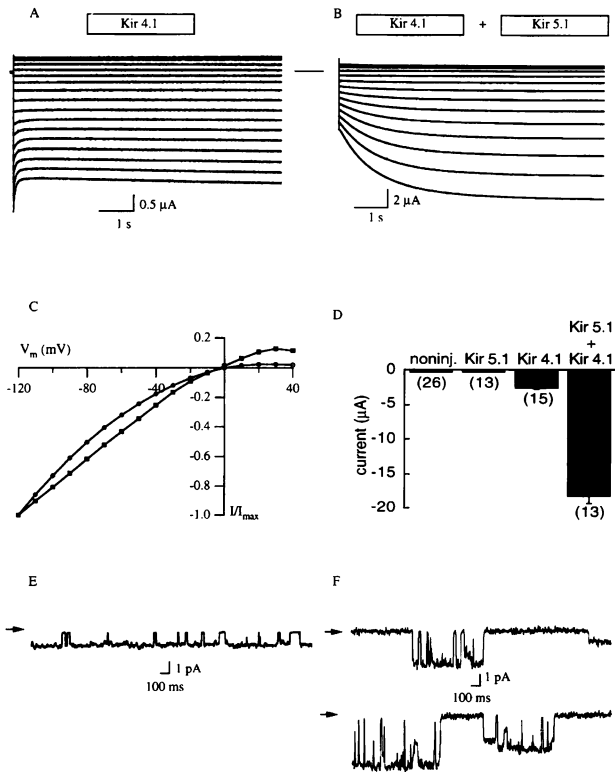 A
Kir 4.1
0.5 µA
1 s
B
Kir 4.1 + Kir 5.1
2 µA
1 s
C
V_m (mV)
0.2
-120 -80 -40 0 40
-0.2
-0.4
-0.6
-0.8
-1.0
I/I_max
D
Kir 5.1
+
noninj. Kir 5.1 Kir 4.1 Kir 4.1
0
-5
-10
-15
-20
current (µA)
(26) (13) (15) (13)
E
1 pA
100 ms
F
1 pA
100 ms